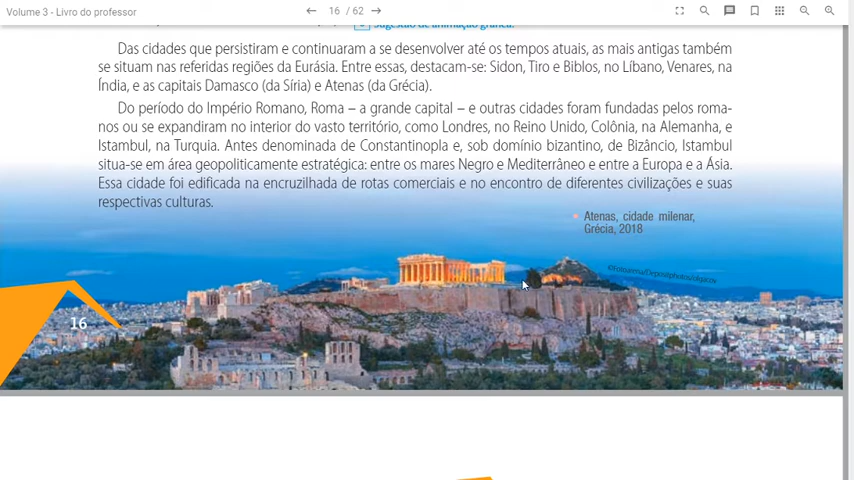 Volume 3 - Livro do professor
16 / 62
Sugestão de animação gráfica.
Das cidades que persistiram e continuaram a se desenvolver até os tempos atuais, as mais antigas também
se situam nas referidas regiões da Eurásia. Entre essas, destacam-se: Sidon, Tiro e Biblos, no Líbano, Venares, na
Índia, e as capitais Damasco (da Síria) e Atenas (da Grécia).
Do período do Império Romano, Roma – a grande capital – e outras cidades foram fundadas pelos roma-
nos ou se expandiram no interior do vasto território, como Londres, no Reino Unido, Colônia, na Alemanha, e
Istambul, na Turquia. Antes denominada de Constantinopla e, sob domínio bizantino, de Bizâncio, Istambul
situa-se em área geopoliticamente estratégica: entre os mares Negro e Mediterrâneo e entre a Europa e a Ásia.
Essa cidade foi edificada na encruzilhada de rotas comerciais e no encontro de diferentes civilizações e suas
respectivas culturas.
Atenas, cidade milenar,
Grécia, 2018
16